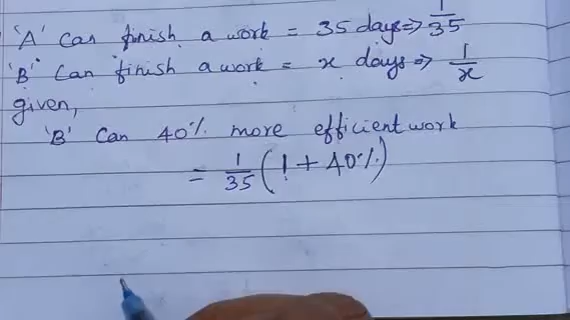 'A' Can finish a work = 35 days ⇒ 1/35
'B' Can finish a work = x days ⇒ 1/x
given,
'B' Can 40% more efficient work
= 1/35 (1 + 40%)